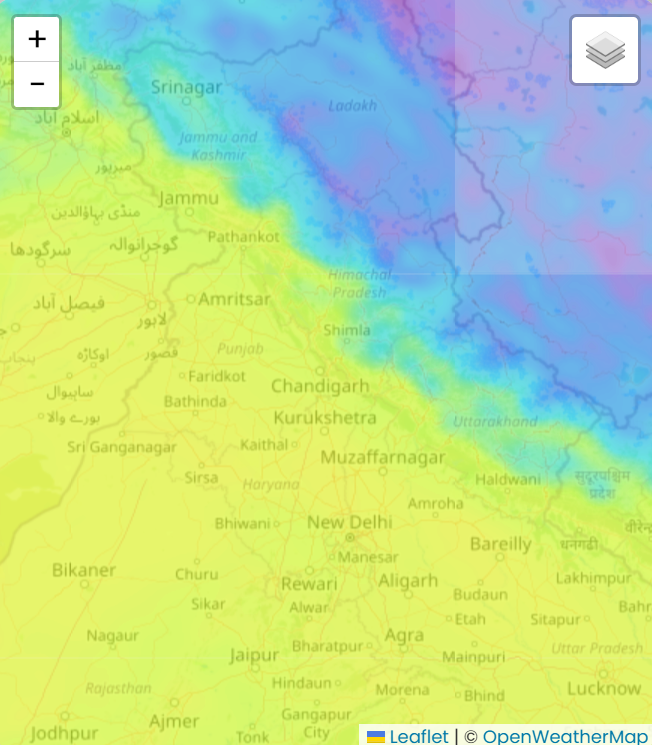 +
−
مظفر آباد
Srinagar
Ladakh
اسلام آباد
Jammu and
Kashmir
میرپور
Jammu
منڈی بہاؤالدین
Pathankot
سرگودھا
گوجرانوالہ
Himachal
Pradesh
فیصل آباد
Amritsar
لاہور
Shimla
پنجاب
اوکاڑہ
قصور
Punjab
Faridkot
Chandigarh
ساہیوال
Bathinda
بورے والا
Kurukshetra
Uttarakhand
Sri Ganganagar
Kaithal
Muzaffarnagar
Sirsa
Haryana
Haldwani
सुदूरपश्चिम
प्रदेश
Amroha
Bhiwani
New Delhi
Bareilly
धनगढी
Manesar
Bikaner
Churu
Rewari
Aligarh
Lakhimpur
Sikar
Alwar
Budaun
Etah
Sitapur
Nagaur
Bharatpur
Agra
Mainpuri
Uttar Pradesh
Jaipur
Rajasthan
Hindaun
Morena
Bhind
Lucknow
Jodhpur
Ajmer
Gangapur
City
Tonk
Leaflet | © OpenWeatherMap